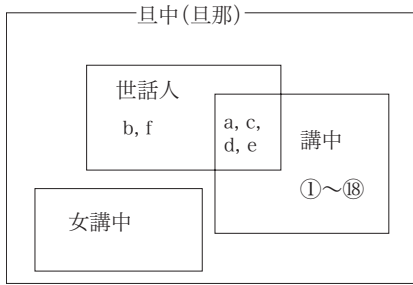 旦中(旦那)
世話人
b, f
a, c,
d, e
講中
①〜⑱
女講中